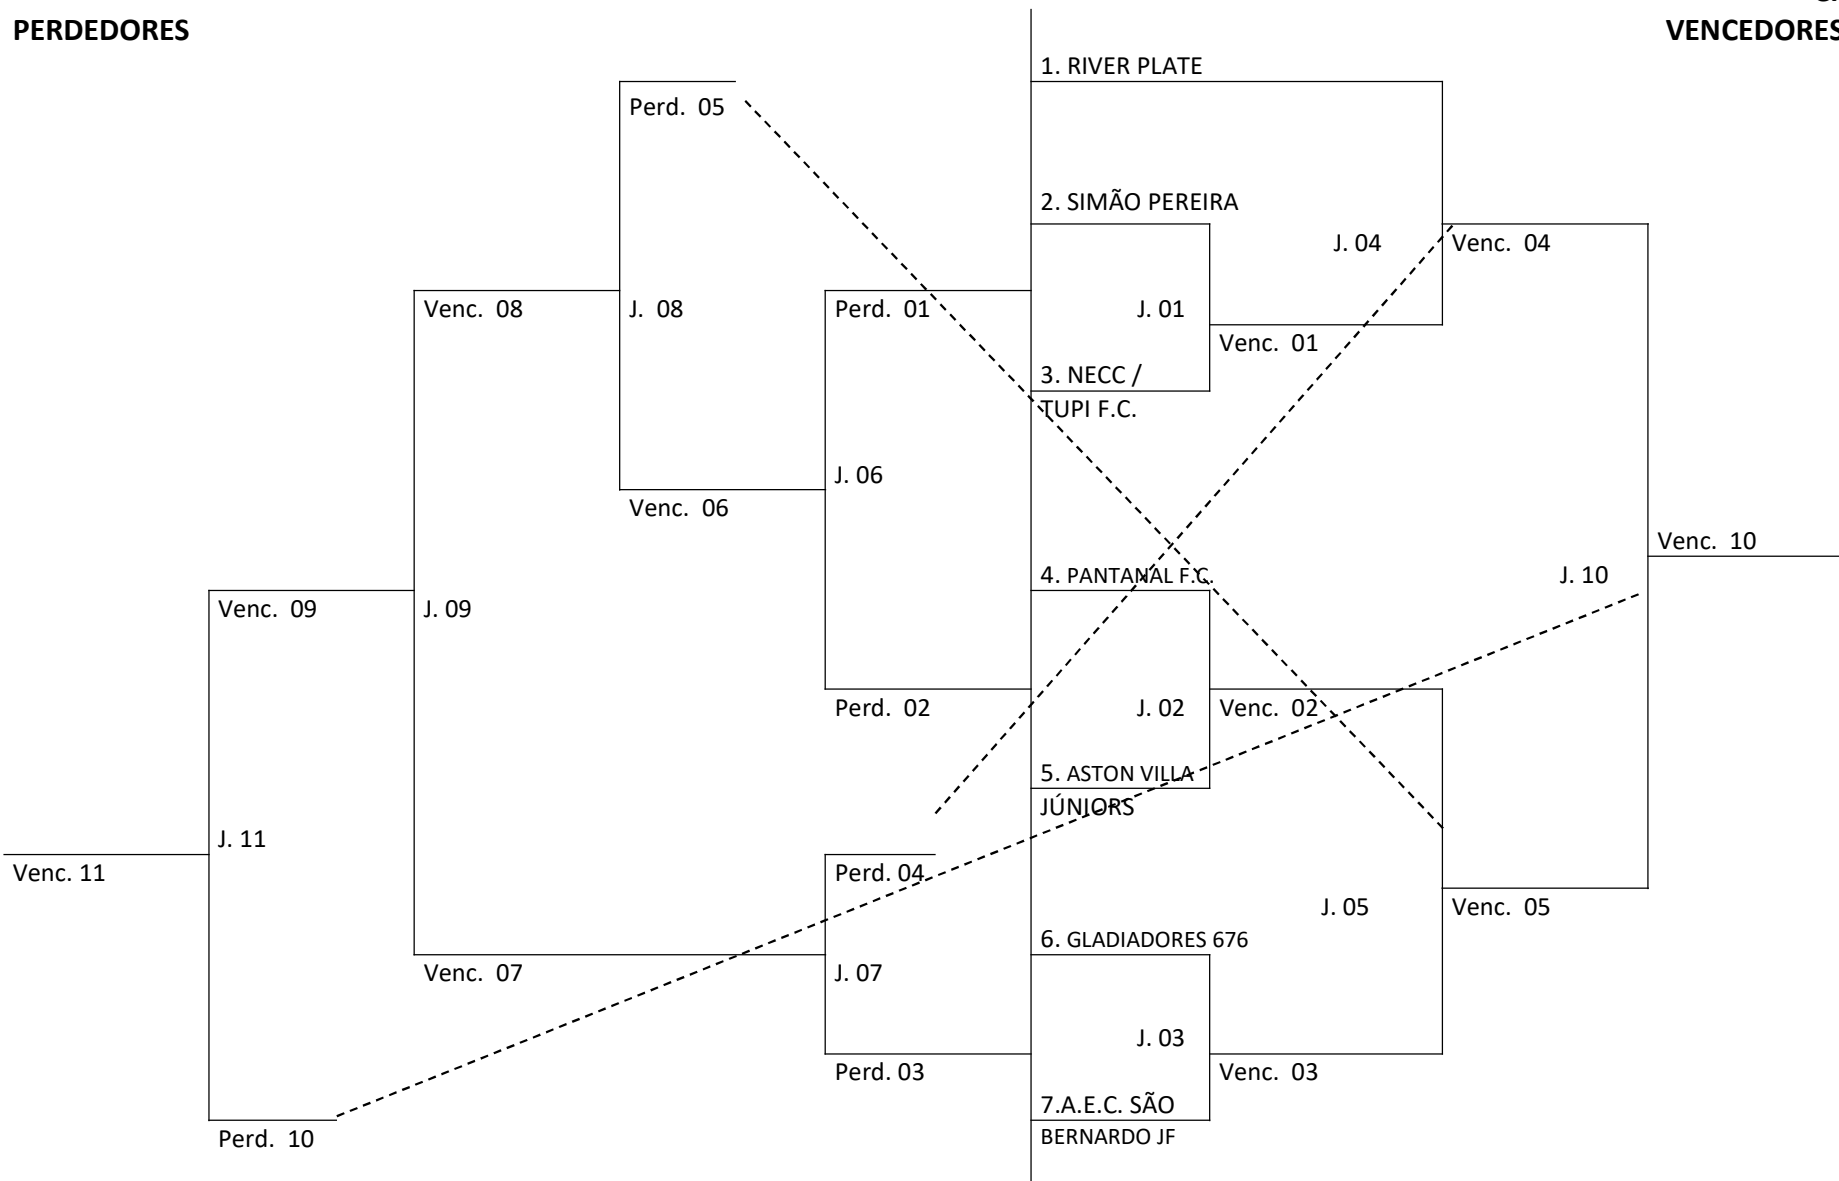 PERDEDORES
VENCEDORES
1. RIVER PLATE
Perd. 05
2. SIMÃO PEREIRA
J. 04
Venc. 04
Venc. 08
J. 08
Perd. 01
J. 01
Venc. 01
3. NECC /
TUPI F.C.
J. 06
Venc. 06
Venc. 10
4. PANTANAL F.C.
J. 10
Venc. 09
J. 09
Perd. 02
J. 02
Venc. 02
5. ASTON VILLA
JÚNIORS
J. 11
Venc. 11
Perd. 04
J. 05
Venc. 05
6. GLADIADORES 676
Venc. 07
J. 07
J. 03
Perd. 03
Venc. 03
7.A.E.C. SÃO
BERNARDO JF
Perd. 10